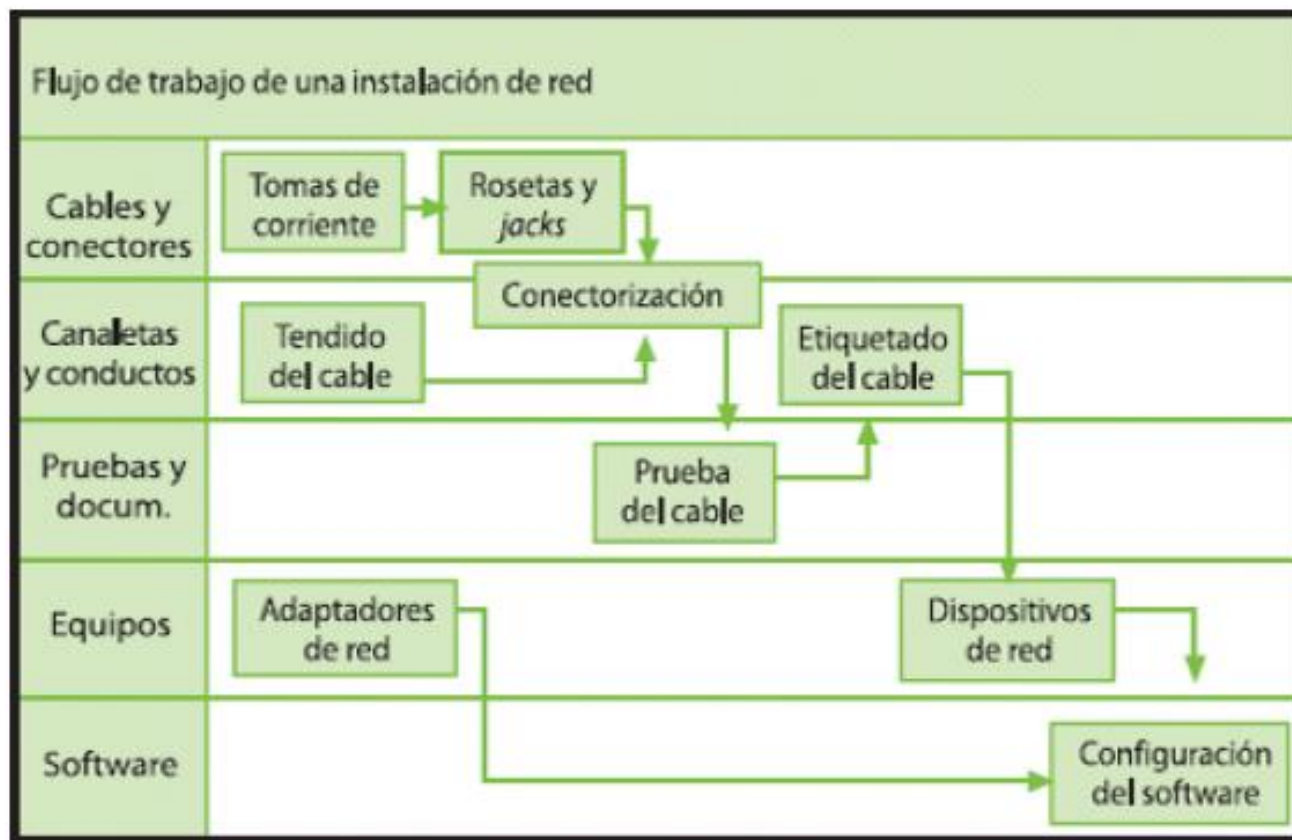 Flujo de trabajo de una instalación de red
Cables y
conectores
Tomas de
corriente
Rosetas y
jacks
Conectorización
Canaletas
y conductos
Tendido
del cable
Etiquetado
del cable
Pruebas y
docum.
Prueba
del cable
Equipos
Adaptadores
de red
Dispositivos
de red
Software
Configuración
del software